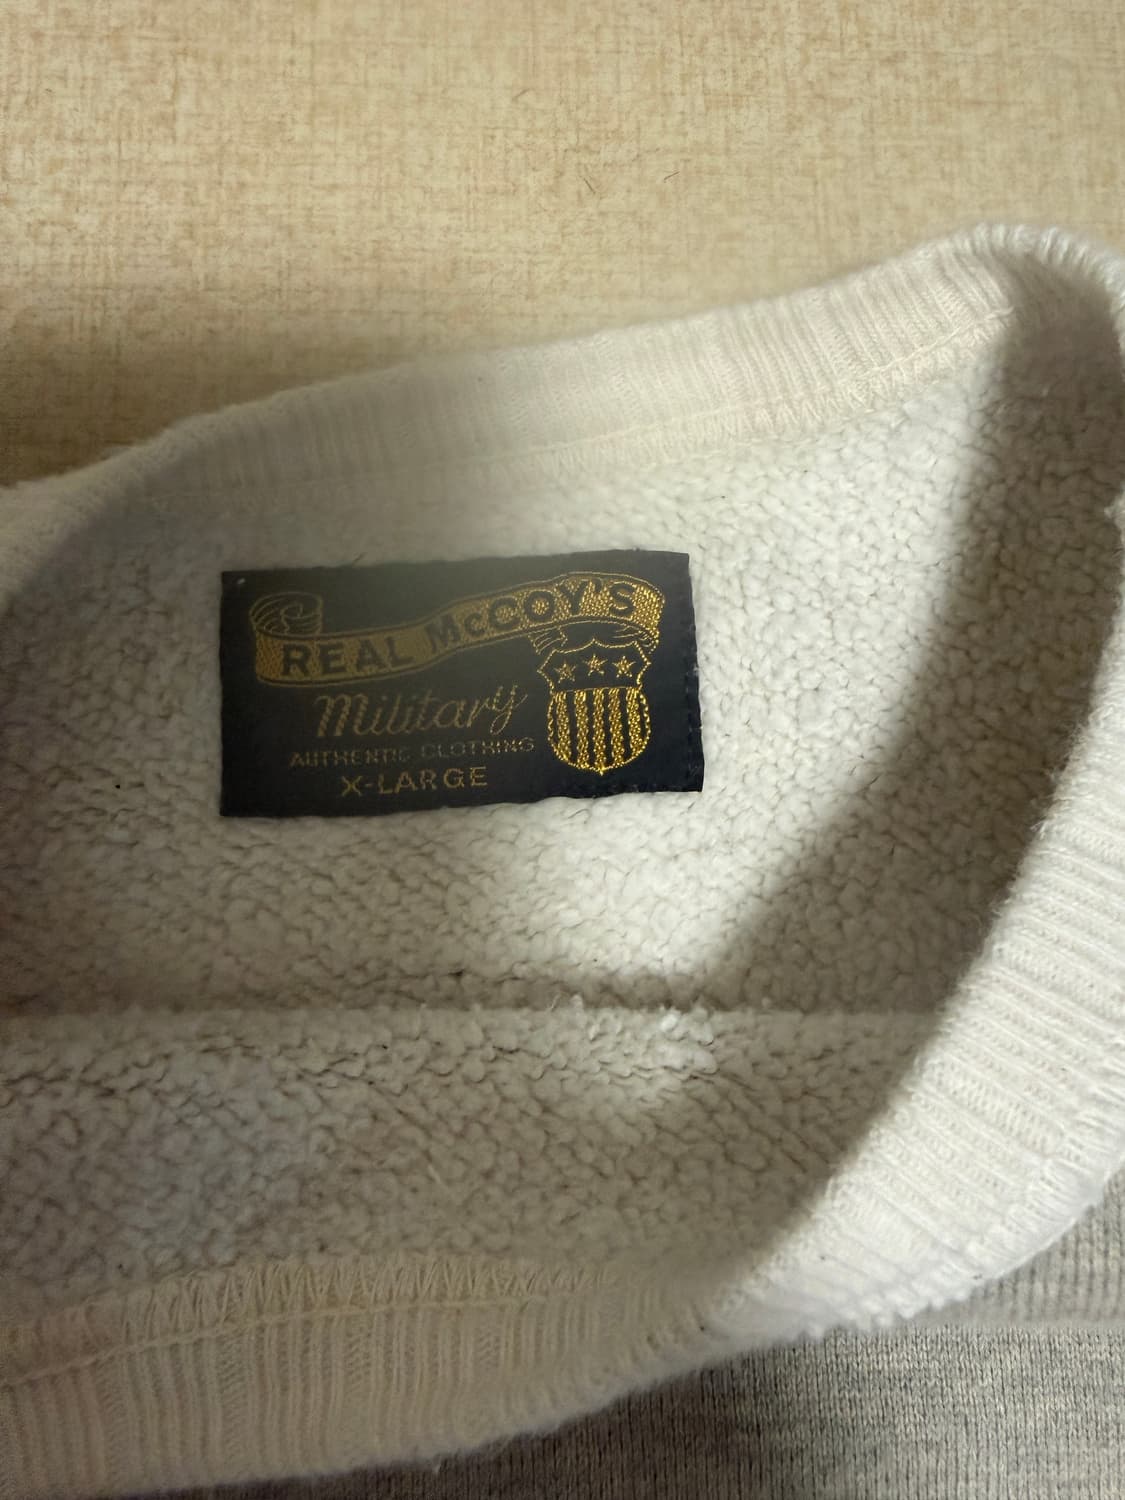 REAL McCOY'S
Military
AUTHENTIC CLOTHING
X-LARGE